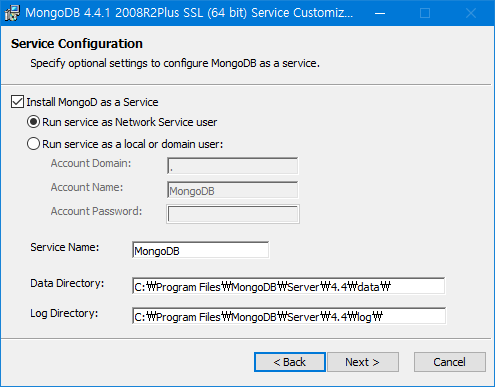 MongoDB 4.4.1 2008R2Plus SSL (64 bit) Service Customiz...
Service Configuration
Specify optional settings to configure MongoDB as a service.
Install MongoD as a Service
Run service as Network Service user
Run service as a local or domain user:
Account Domain: .
Account Name: MongoDB
Account Password:
Service Name: MongoDB
Data Directory: C:₩Program Files₩MongoDB₩Server₩4.4₩data₩
Log Directory: C:₩Program Files₩MongoDB₩Server₩4.4₩log₩
< Back Next > Cancel